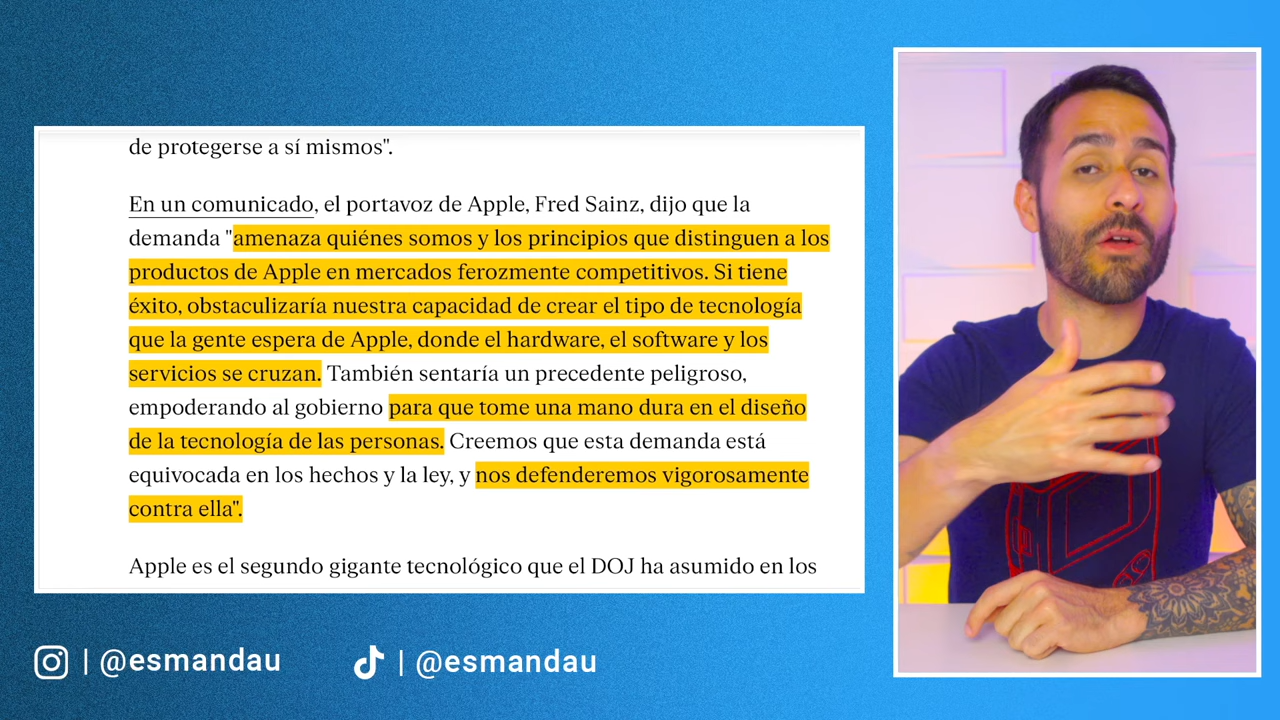 de protegerse a sí mismos".
En un comunicado, el portavoz de Apple, Fred Sainz, dijo que la
demanda "amenaza quiénes somos y los principios que distinguen a los
productos de Apple en mercados ferozmente competitivos. Si tiene
éxito, obstaculizaría nuestra capacidad de crear el tipo de tecnología
que la gente espera de Apple, donde el hardware, el software y los
servicios se cruzan. También sentaría un precedente peligroso,
empoderando al gobierno para que tome una mano dura en el diseño
de la tecnología de las personas. Creemos que esta demanda está
equivocada en los hechos y la ley, y nos defenderemos vigorosamente
contra ella".
Apple es el segundo gigante tecnológico que el DOJ ha asumido en los
| @esmandau
| @esmandau